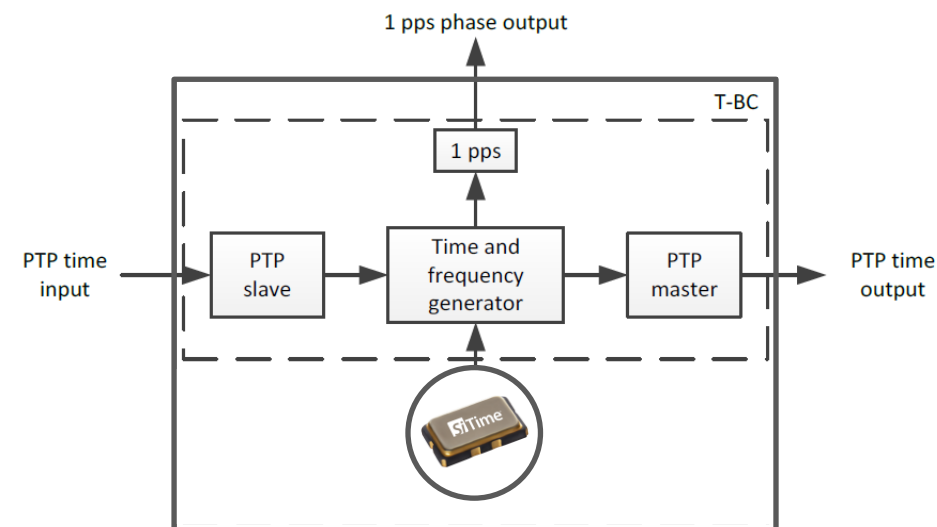 1 pps phase output
T-BC
1 pps
PTP time
input
PTP
slave
Time and
frequency
generator
PTP
master
PTP time
output
SiTime